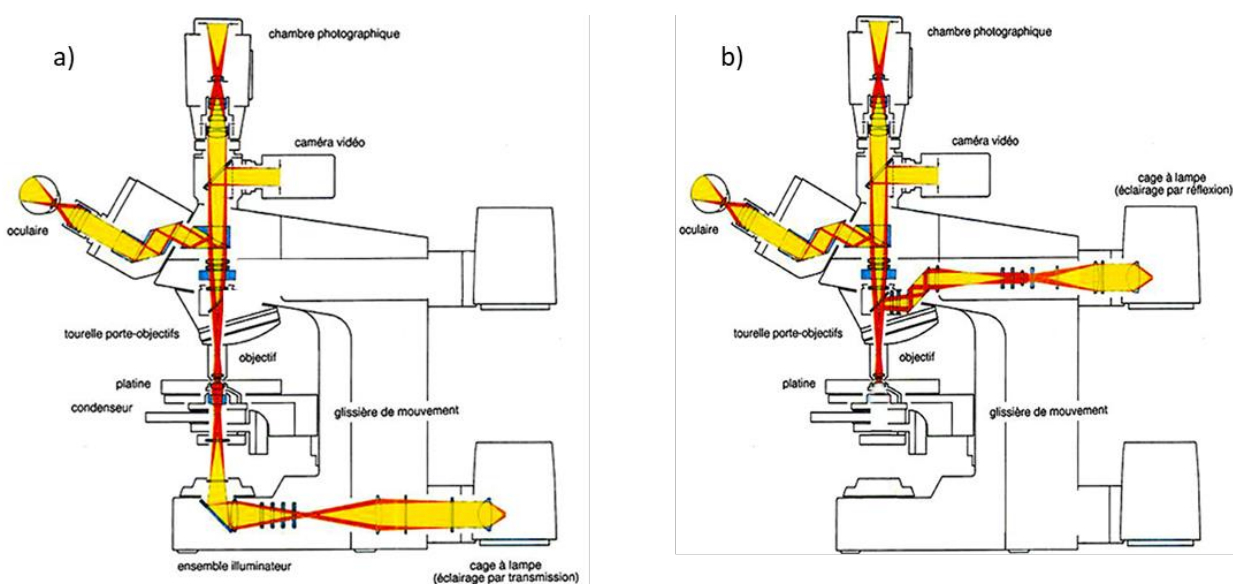 a)
chambre photographique
caméra vidéo
oculaire
tourelle porte-objectifs
objectif
platine
condenseur
glissière de mouvement
ensemble illuminateur
cage à lampe
(éclairage par transmission)
b)
chambre photographique
caméra vidéo
cage à lampe
(éclairage par réflexion)
oculaire
tourelle porte-objectifs
objectif
platine
condenseur
glissière de mouvement